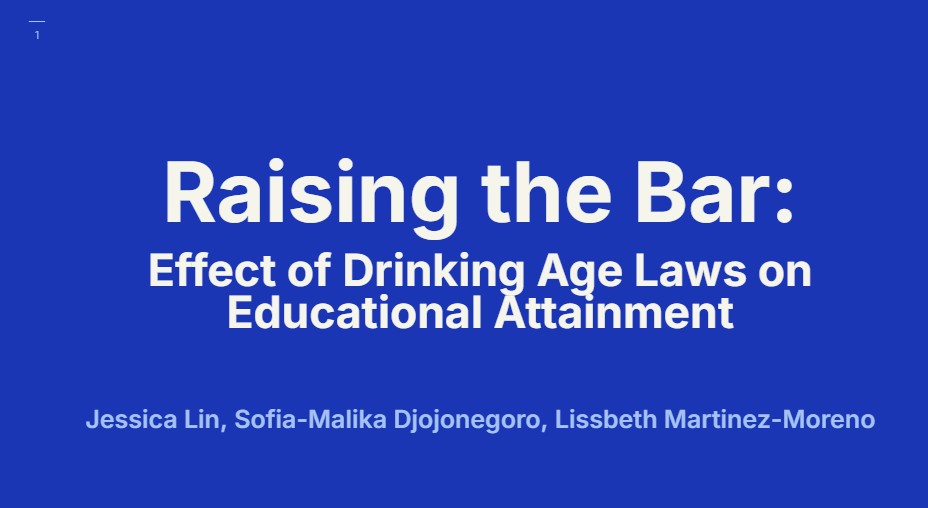 1
Raising the Bar:
Effect of Drinking Age Laws on
Educational Attainment
Jessica Lin, Sofia-Malika Djojonegoro, Lissbeth Martinez-Moreno